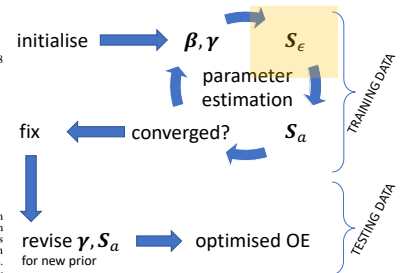 initialise
β, γ
S_ϵ
parameter
estimation
TRAINING DATA
fix
converged?
S_a
revise γ, S_a
for new prior
optimised OE
TESTING DATA